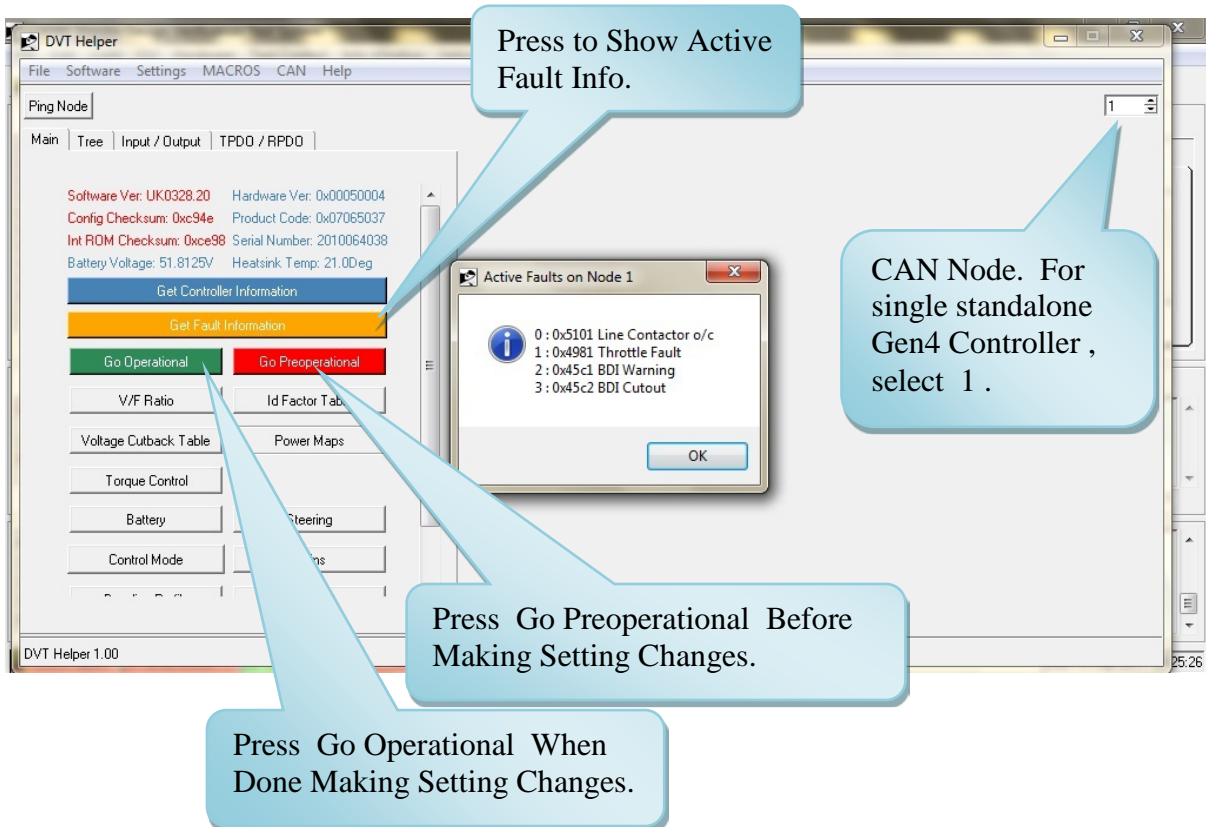 DVT Helper
File Software Settings MACROS CAN Help
Ping Node
1
Main Tree Input / Output TPDO / RPDO
Software Ver: UK0328.20 Hardware Ver: 0x00050004
Config Checksum: 0xc94e Product Code: 0x07065037
Int ROM Checksum: 0xce98 Serial Number: 2010064038
Battery Voltage: 51.8125V Heatsink Temp: 21.0Deg
Get Controller Information
Get Fault Information
Go Operational Go Preoperational
V/F Ratio Id Factor
Voltage Cutback Table Power Maps
Torque Control
Battery Steering
Control Mode
DVT Helper 1.00
25:26
Active Faults on Node 1
0 : 0x5101 Line Contactor o/c
1 : 0x4981 Throttle Fault
2 : 0x45c1 BDI Warning
3 : 0x45c2 BDI Cutout
OK
Press to Show Active
Fault Info.
CAN Node. For
single standalone
Gen4 Controller ,
select 1 .
Press Go Preoperational Before
Making Setting Changes.
Press Go Operational When
Done Making Setting Changes.